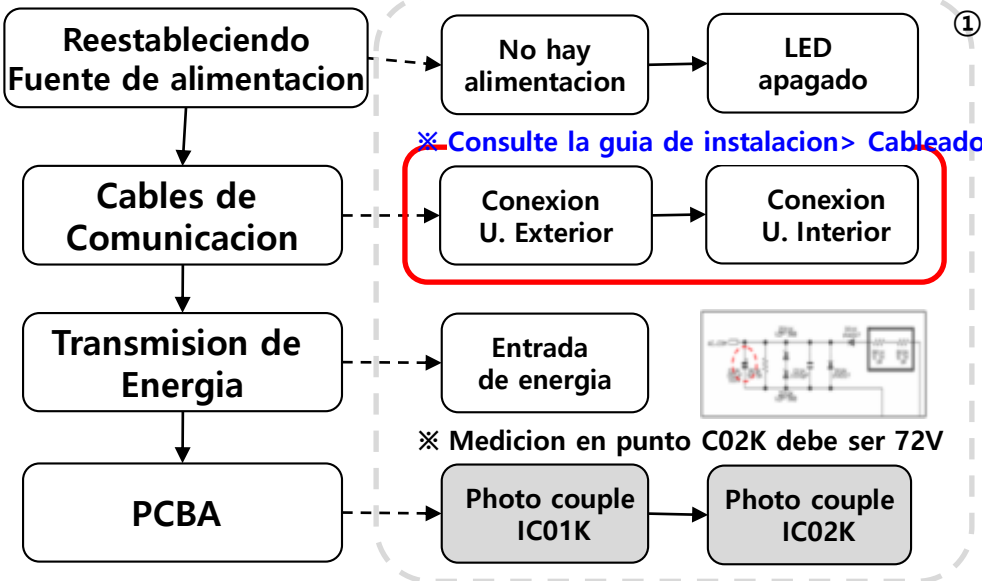 ①
Reestableciendo
Fuente de alimentacion
No hay
alimentacion
LED
apagado
※ Consulte la guia de instalacion> Cableado
Cables de
Comunicacion
Conexion
U. Exterior
Conexion
U. Interior
Transmision de
Energia
Entrada
de energia
※ Medicion en punto C02K debe ser 72V
PCBA
Photo couple
IC01K
Photo couple
IC02K